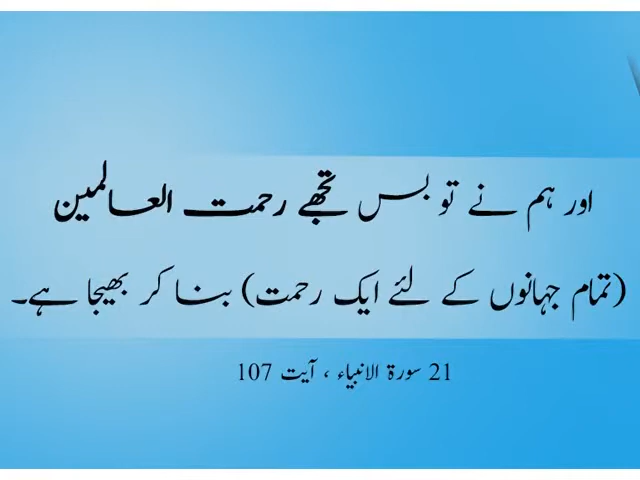 اور ہم نے تو بس تجھے رحمت العالمین
(تمام جہانوں کے لئے ایک رحمت) بنا کر بھیجا ہے۔
21 سورة الانبیاء ، آیت 107